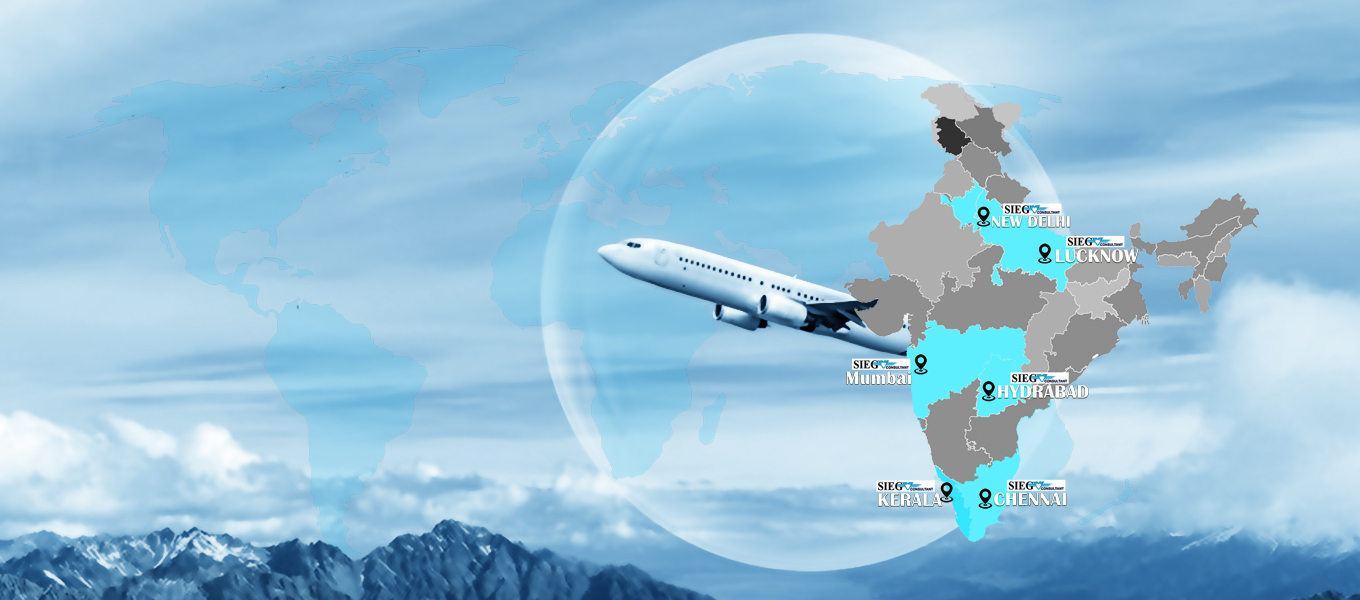 SIEG
CONSULTANT
NEW DELHI
SIEG
CONSULTANT
LUCKNOW
SIEG
CONSULTANT
Mumbai
SIEG
CONSULTANT
HYDRABAD
SIEG
CONSULTANT
KERALA
SIEG
CONSULTANT
CHENNAI